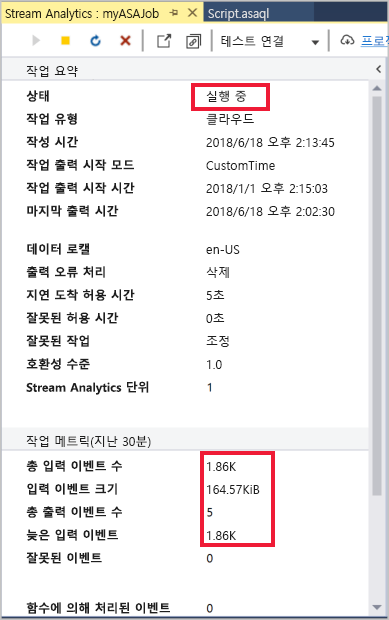 Stream Analytics : myASAJob
Script.asaql
테스트 연결
작업 요약
상태 실행 중
작업 유형 클라우드
작성 시간 2018/6/18 오후 2:13:45
작업 출력 시작 모드 CustomTime
작업 출력 시작 시간 2018/1/1 오후 2:15:03
마지막 출력 시간 2018/6/18 오후 2:02:30
데이터 로캘 en-US
출력 오류 처리 삭제
지연 도착 허용 시간 5초
잘못된 허용 시간 0초
잘못된 작업 조정
호환성 수준 1.0
Stream Analytics 단위 1
작업 메트릭(지난 30분)
총 입력 이벤트 수 1.86K
입력 이벤트 크기 164.57KiB
총 출력 이벤트 수 5
늦은 입력 이벤트 1.86K
잘못된 이벤트 0
함수에 의해 처리된 이벤트 0